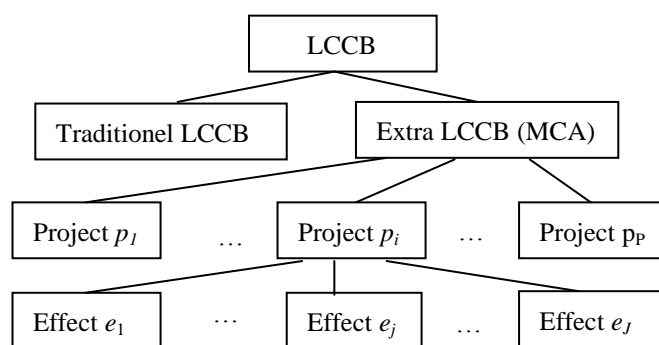 LCCB
Traditionel LCCB Extra LCCB (MCA)
Project p1 … Project pi … Project pP
Effect e1 … Effect ej … Effect eJ